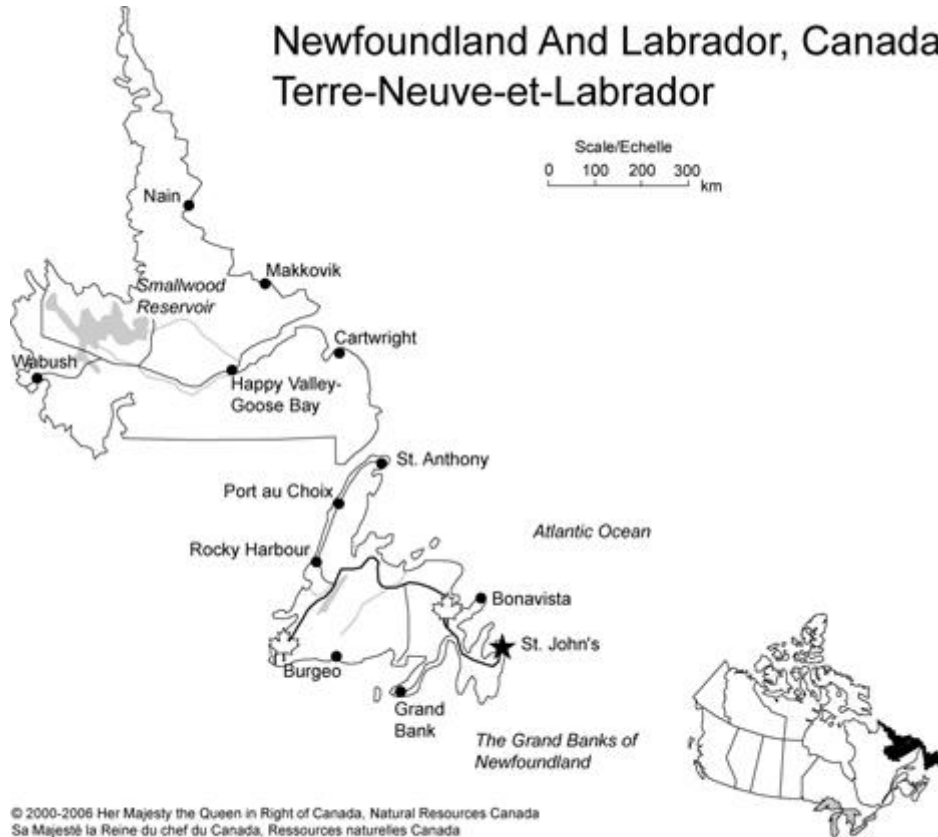 Newfoundland And Labrador, Canada
Terre-Neuve-et-Labrador
Scale/Echelle
0 100 200 300
km
Nain
Makkovik
Smallwood
Reservoir
Cartwright
Wabush
Happy Valley-
Goose Bay
St. Anthony
Port au Choix
Atlantic Ocean
Rocky Harbour
Bonavista
St. John's
Burgeo
Grand
Bank
The Grand Banks of
Newfoundland
© 2000-2006 Her Majesty the Queen in Right of Canada, Natural Resources Canada
Sa Majesté la Reine du chef du Canada, Ressources naturelles Canada